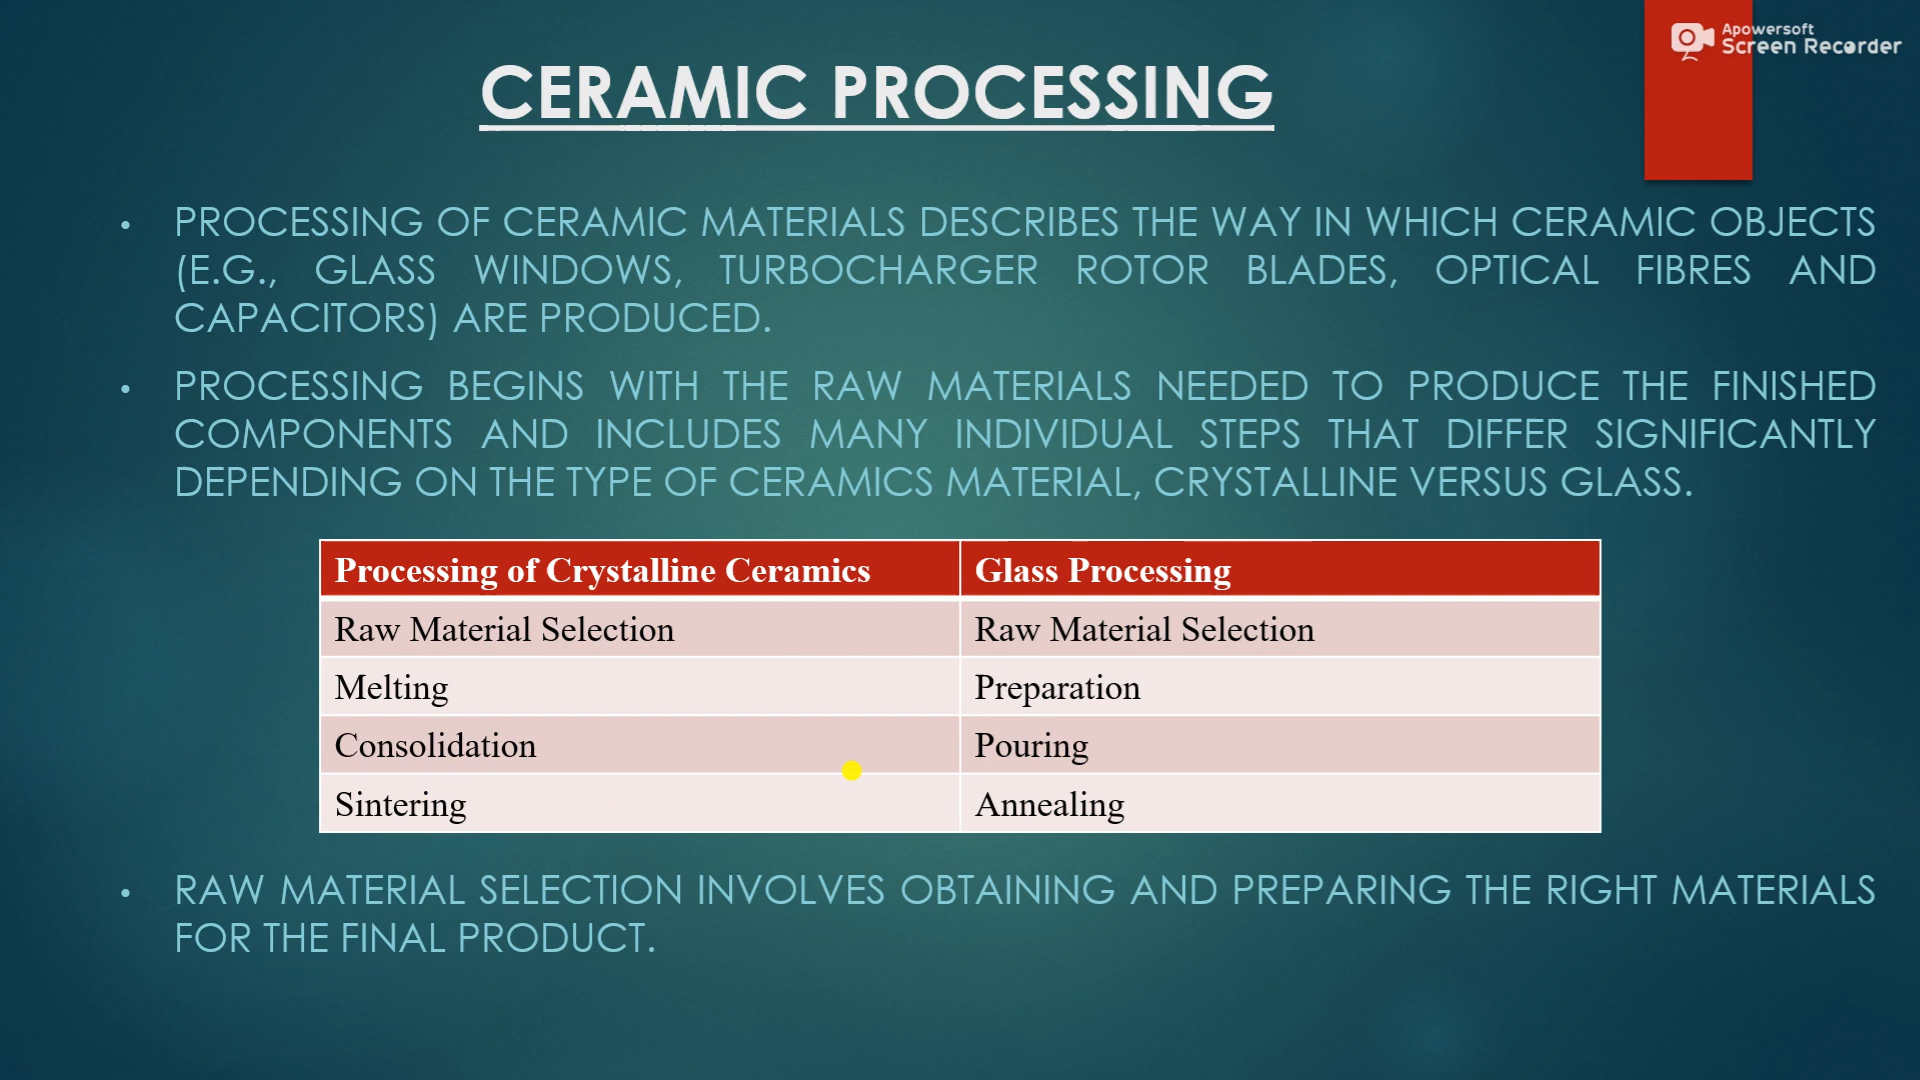 Apowersoft
Screen Recorder
CERAMIC PROCESSING
• PROCESSING OF CERAMIC MATERIALS DESCRIBES THE WAY IN WHICH CERAMIC OBJECTS
(E.G., GLASS WINDOWS, TURBOCHARGER ROTOR BLADES, OPTICAL FIBRES AND
CAPACITORS) ARE PRODUCED.
• PROCESSING BEGINS WITH THE RAW MATERIALS NEEDED TO PRODUCE THE FINISHED
COMPONENTS AND INCLUDES MANY INDIVIDUAL STEPS THAT DIFFER SIGNIFICANTLY
DEPENDING ON THE TYPE OF CERAMICS MATERIAL, CRYSTALLINE VERSUS GLASS.
Processing of Crystalline Ceramics Glass Processing
Raw Material Selection Raw Material Selection
Melting Preparation
Consolidation Pouring
Sintering Annealing
• RAW MATERIAL SELECTION INVOLVES OBTAINING AND PREPARING THE RIGHT MATERIALS
FOR THE FINAL PRODUCT.